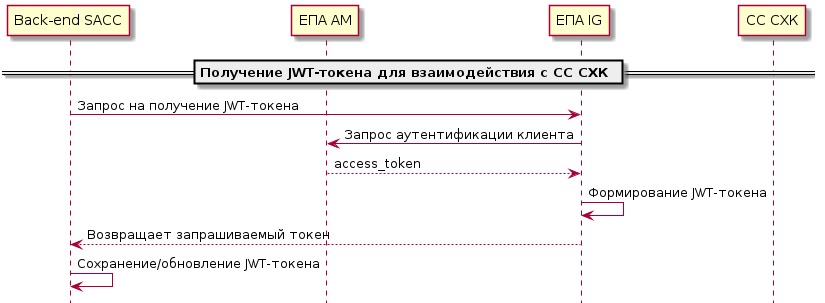 Back-end SACC
ЕПА AM
ЕПА IG
СС СХК
Получение JWT-токена для взаимодействия с СС СХК
Запрос на получение JWT-токена
Запрос аутентификации клиента
access_token
Формирование JWT-токена
Возвращает запрашиваемый токен
Сохранение/обновление JWT-токена